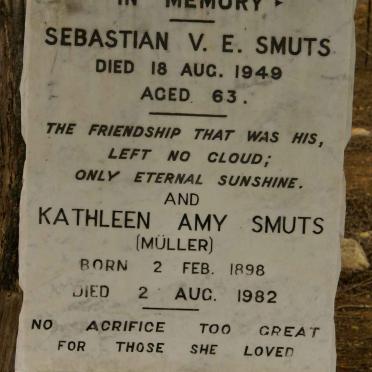 IN MEMORY
SEBASTIAN V. E. SMUTS
DIED 18 AUG. 1949
AGED 63.
THE FRIENDSHIP THAT WAS HIS,
LEFT NO CLOUD;
ONLY ETERNAL SUNSHINE.
AND
KATHLEEN AMY SMUTS
(MÜLLER)
BORN 2 FEB. 1898
DIED 2 AUG. 1982
NO ACRIFICE TOO GREAT
FOR THOSE SHE LOVED